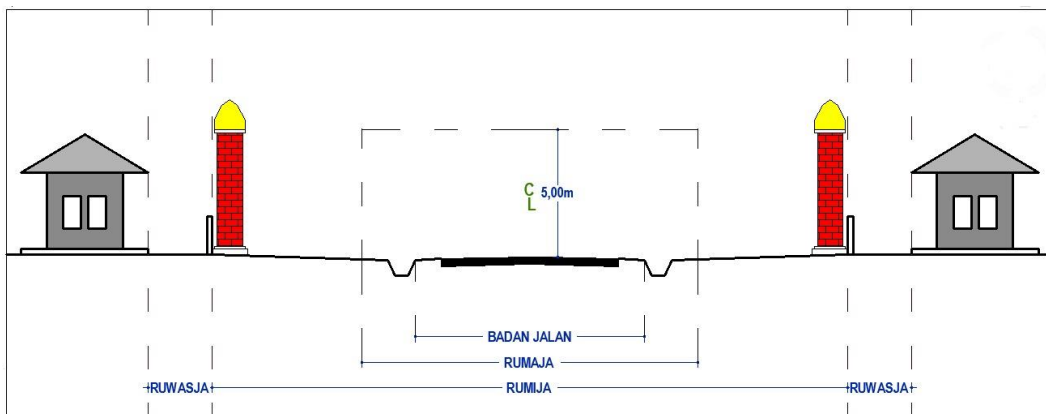 C
L 5,00m
BADAN JALAN
RUMAJA
RUWASJA RUMIJA RUWASJA